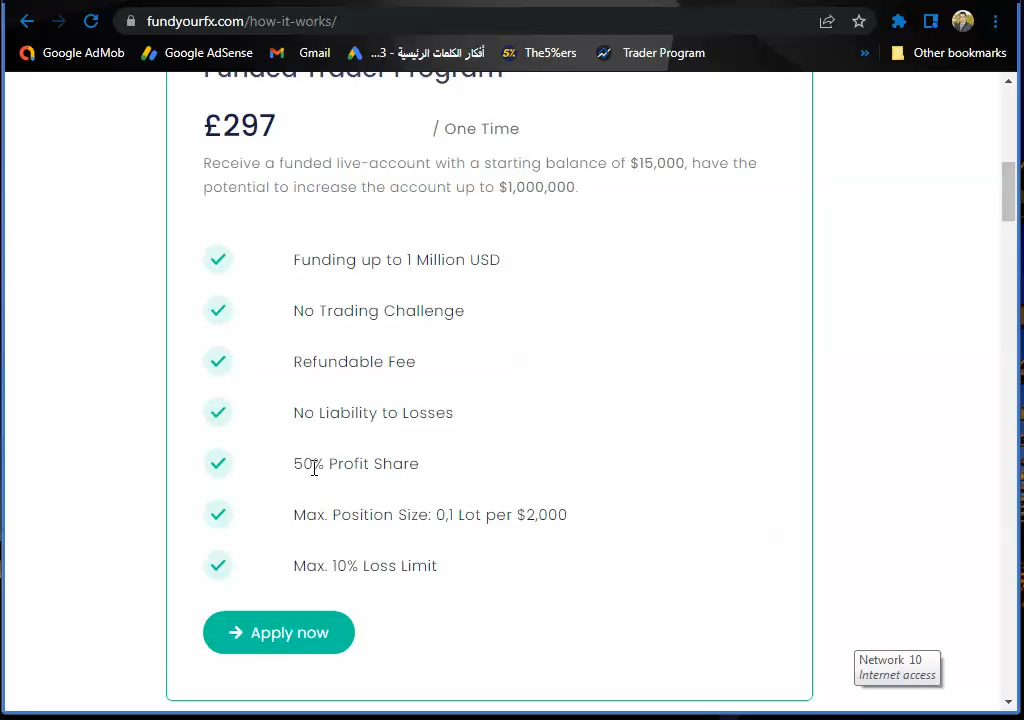 fundyourfx.com/how-it-works/
Google AdMob
Google AdSense
Gmail
أفكار الكلمات الرئيسية - 3...
5%
The5%ers
Trader Program
»
Other bookmarks
Funded Trader Program
£297
/ One Time
Receive a funded live-account with a starting balance of $15,000, have the
potential to increase the account up to $1,000,000.
Funding up to 1 Million USD
No Trading Challenge
Refundable Fee
No Liability to Losses
50% Profit Share
Max. Position Size: 0,1 Lot per $2,000
Max. 10% Loss Limit
→ Apply now
Network 10
Internet access